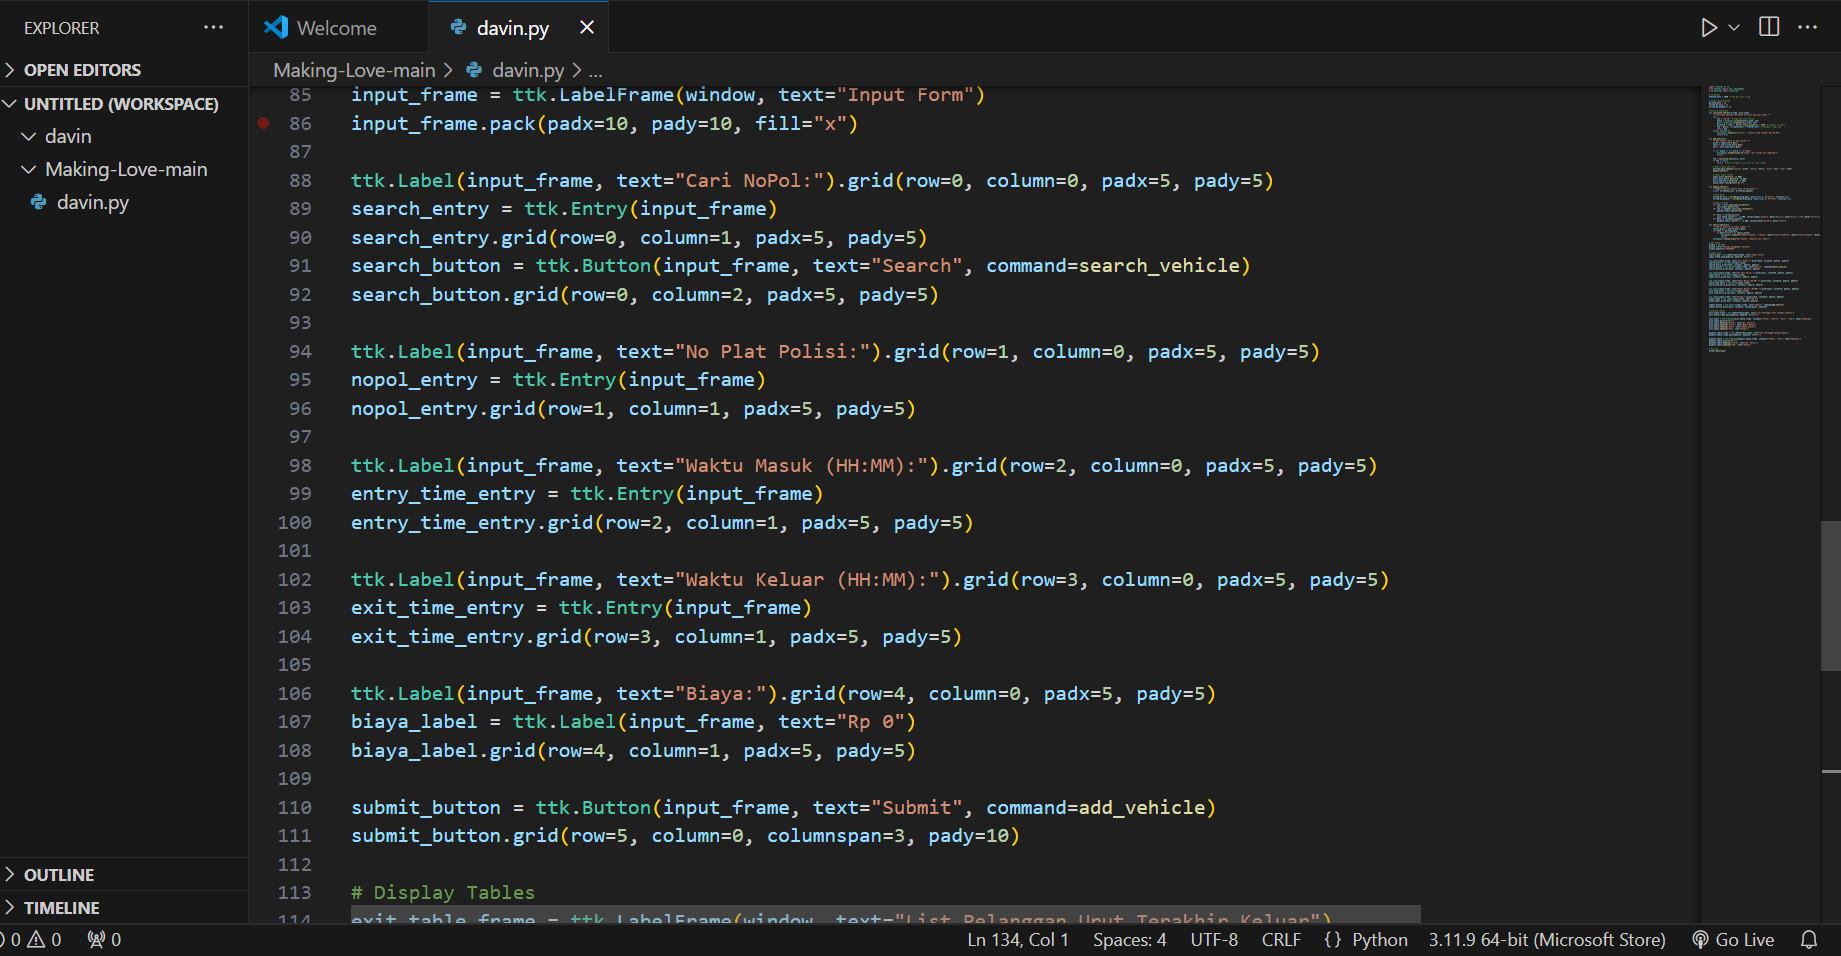 EXPLORER
Welcome
davin.py
OPEN EDITORS
Making-Love-main
davin.py
...
UNTITLED (WORKSPACE)
davin
Making-Love-main
davin.py
85 input_frame = ttk.LabelFrame(window, text="Input Form")
86 input_frame.pack(padx=10, pady=10, fill="x")
87
88 ttk.Label(input_frame, text="Cari NoPol:").grid(row=0, column=0, padx=5, pady=5)
89 search_entry = ttk.Entry(input_frame)
90 search_entry.grid(row=0, column=1, padx=5, pady=5)
91 search_button = ttk.Button(input_frame, text="Search", command=search_vehicle)
92 search_button.grid(row=0, column=2, padx=5, pady=5)
93
94 ttk.Label(input_frame, text="No Plat Polisi:").grid(row=1, column=0, padx=5, pady=5)
95 nopol_entry = ttk.Entry(input_frame)
96 nopol_entry.grid(row=1, column=1, padx=5, pady=5)
97
98 ttk.Label(input_frame, text="Waktu Masuk (HH:MM):").grid(row=2, column=0, padx=5, pady=5)
99 entry_time_entry = ttk.Entry(input_frame)
100 entry_time_entry.grid(row=2, column=1, padx=5, pady=5)
101
102 ttk.Label(input_frame, text="Waktu Keluar (HH:MM):").grid(row=3, column=0, padx=5, pady=5)
103 exit_time_entry = ttk.Entry(input_frame)
104 exit_time_entry.grid(row=3, column=1, padx=5, pady=5)
105
106 ttk.Label(input_frame, text="Biaya:").grid(row=4, column=0, padx=5, pady=5)
107 biaya_label = ttk.Label(input_frame, text="Rp 0")
108 biaya_label.grid(row=4, column=1, padx=5, pady=5)
109
110 submit_button = ttk.Button(input_frame, text="Submit", command=add_vehicle)
111 submit_button.grid(row=5, column=0, columnspan=3, pady=10)
112
113 # Display Tables
114 exit_table_frame = ttk.LabelFrame(window, text="List Pelanggan Urut Terakhir Keluar")
OUTLINE
TIMELINE
0 0 0
Ln 134, Col 1 Spaces: 4 UTF-8 CRLF {} Python 3.11.9 64-bit (Microsoft Store) Go Live